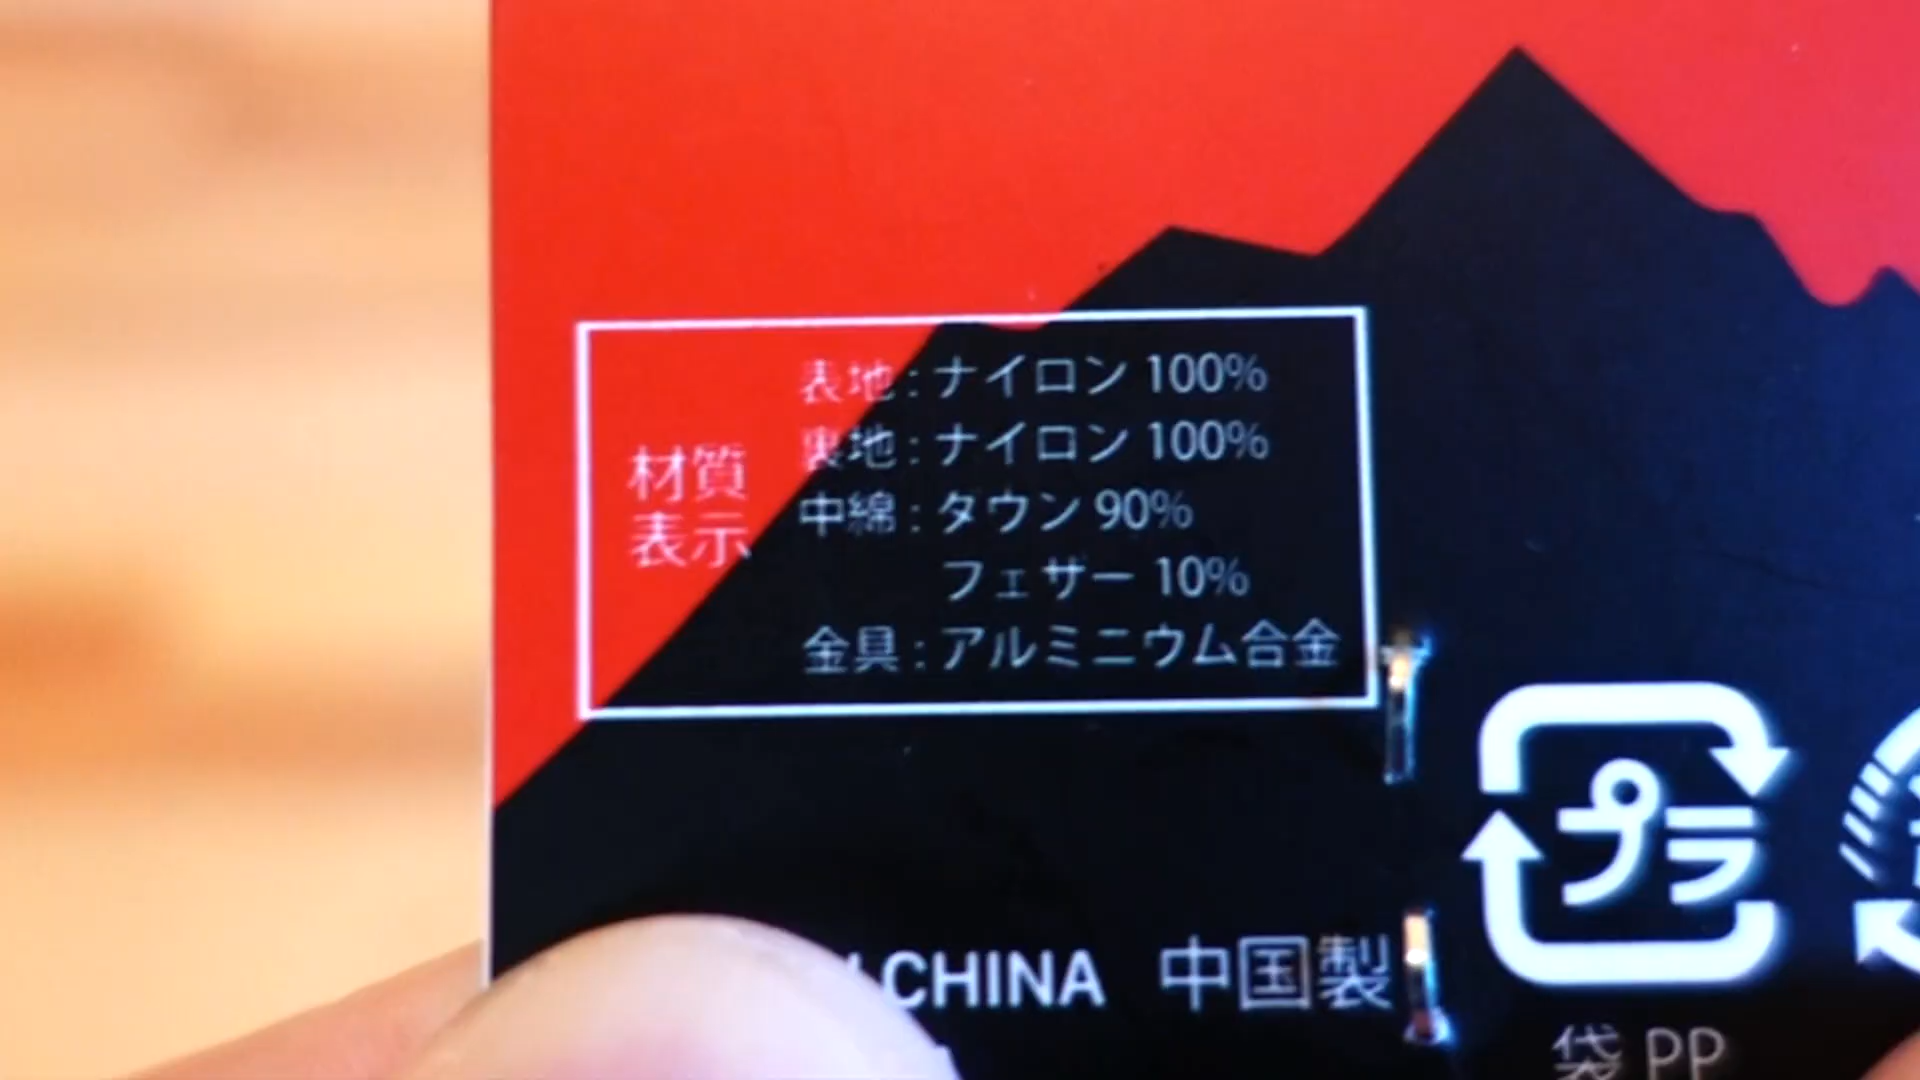 材質
表示
表地 : ナイロン 100%
裏地 : ナイロン 100%
中綿 : タウン 90%
フェザー 10%
金具 : アルミニウム合金
プラ
CHINA 中国製
袋 PP